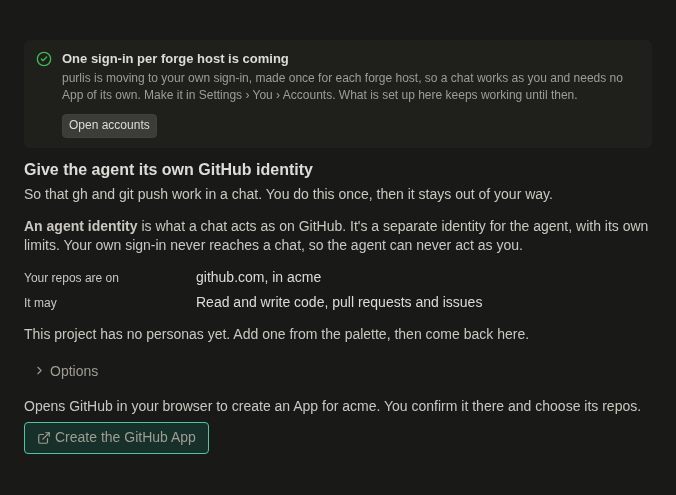 One sign-in per forge host is coming
purlis is moving to your own sign-in, made once for each forge host, so a chat works as you and needs no
App of its own. Make it in Settings › You › Accounts. What is set up here keeps working until then.
Open accounts
Give the agent its own GitHub identity
So that gh and git push work in a chat. You do this once, then it stays out of your way.
An agent identity is what a chat acts as on GitHub. It's a separate identity for the agent, with its own
limits. Your own sign-in never reaches a chat, so the agent can never act as you.
Your repos are on github.com, in acme
It may Read and write code, pull requests and issues
This project has no personas yet. Add one from the palette, then come back here.
Options
Opens GitHub in your browser to create an App for acme. You confirm it there and choose its repos.
Create the GitHub App